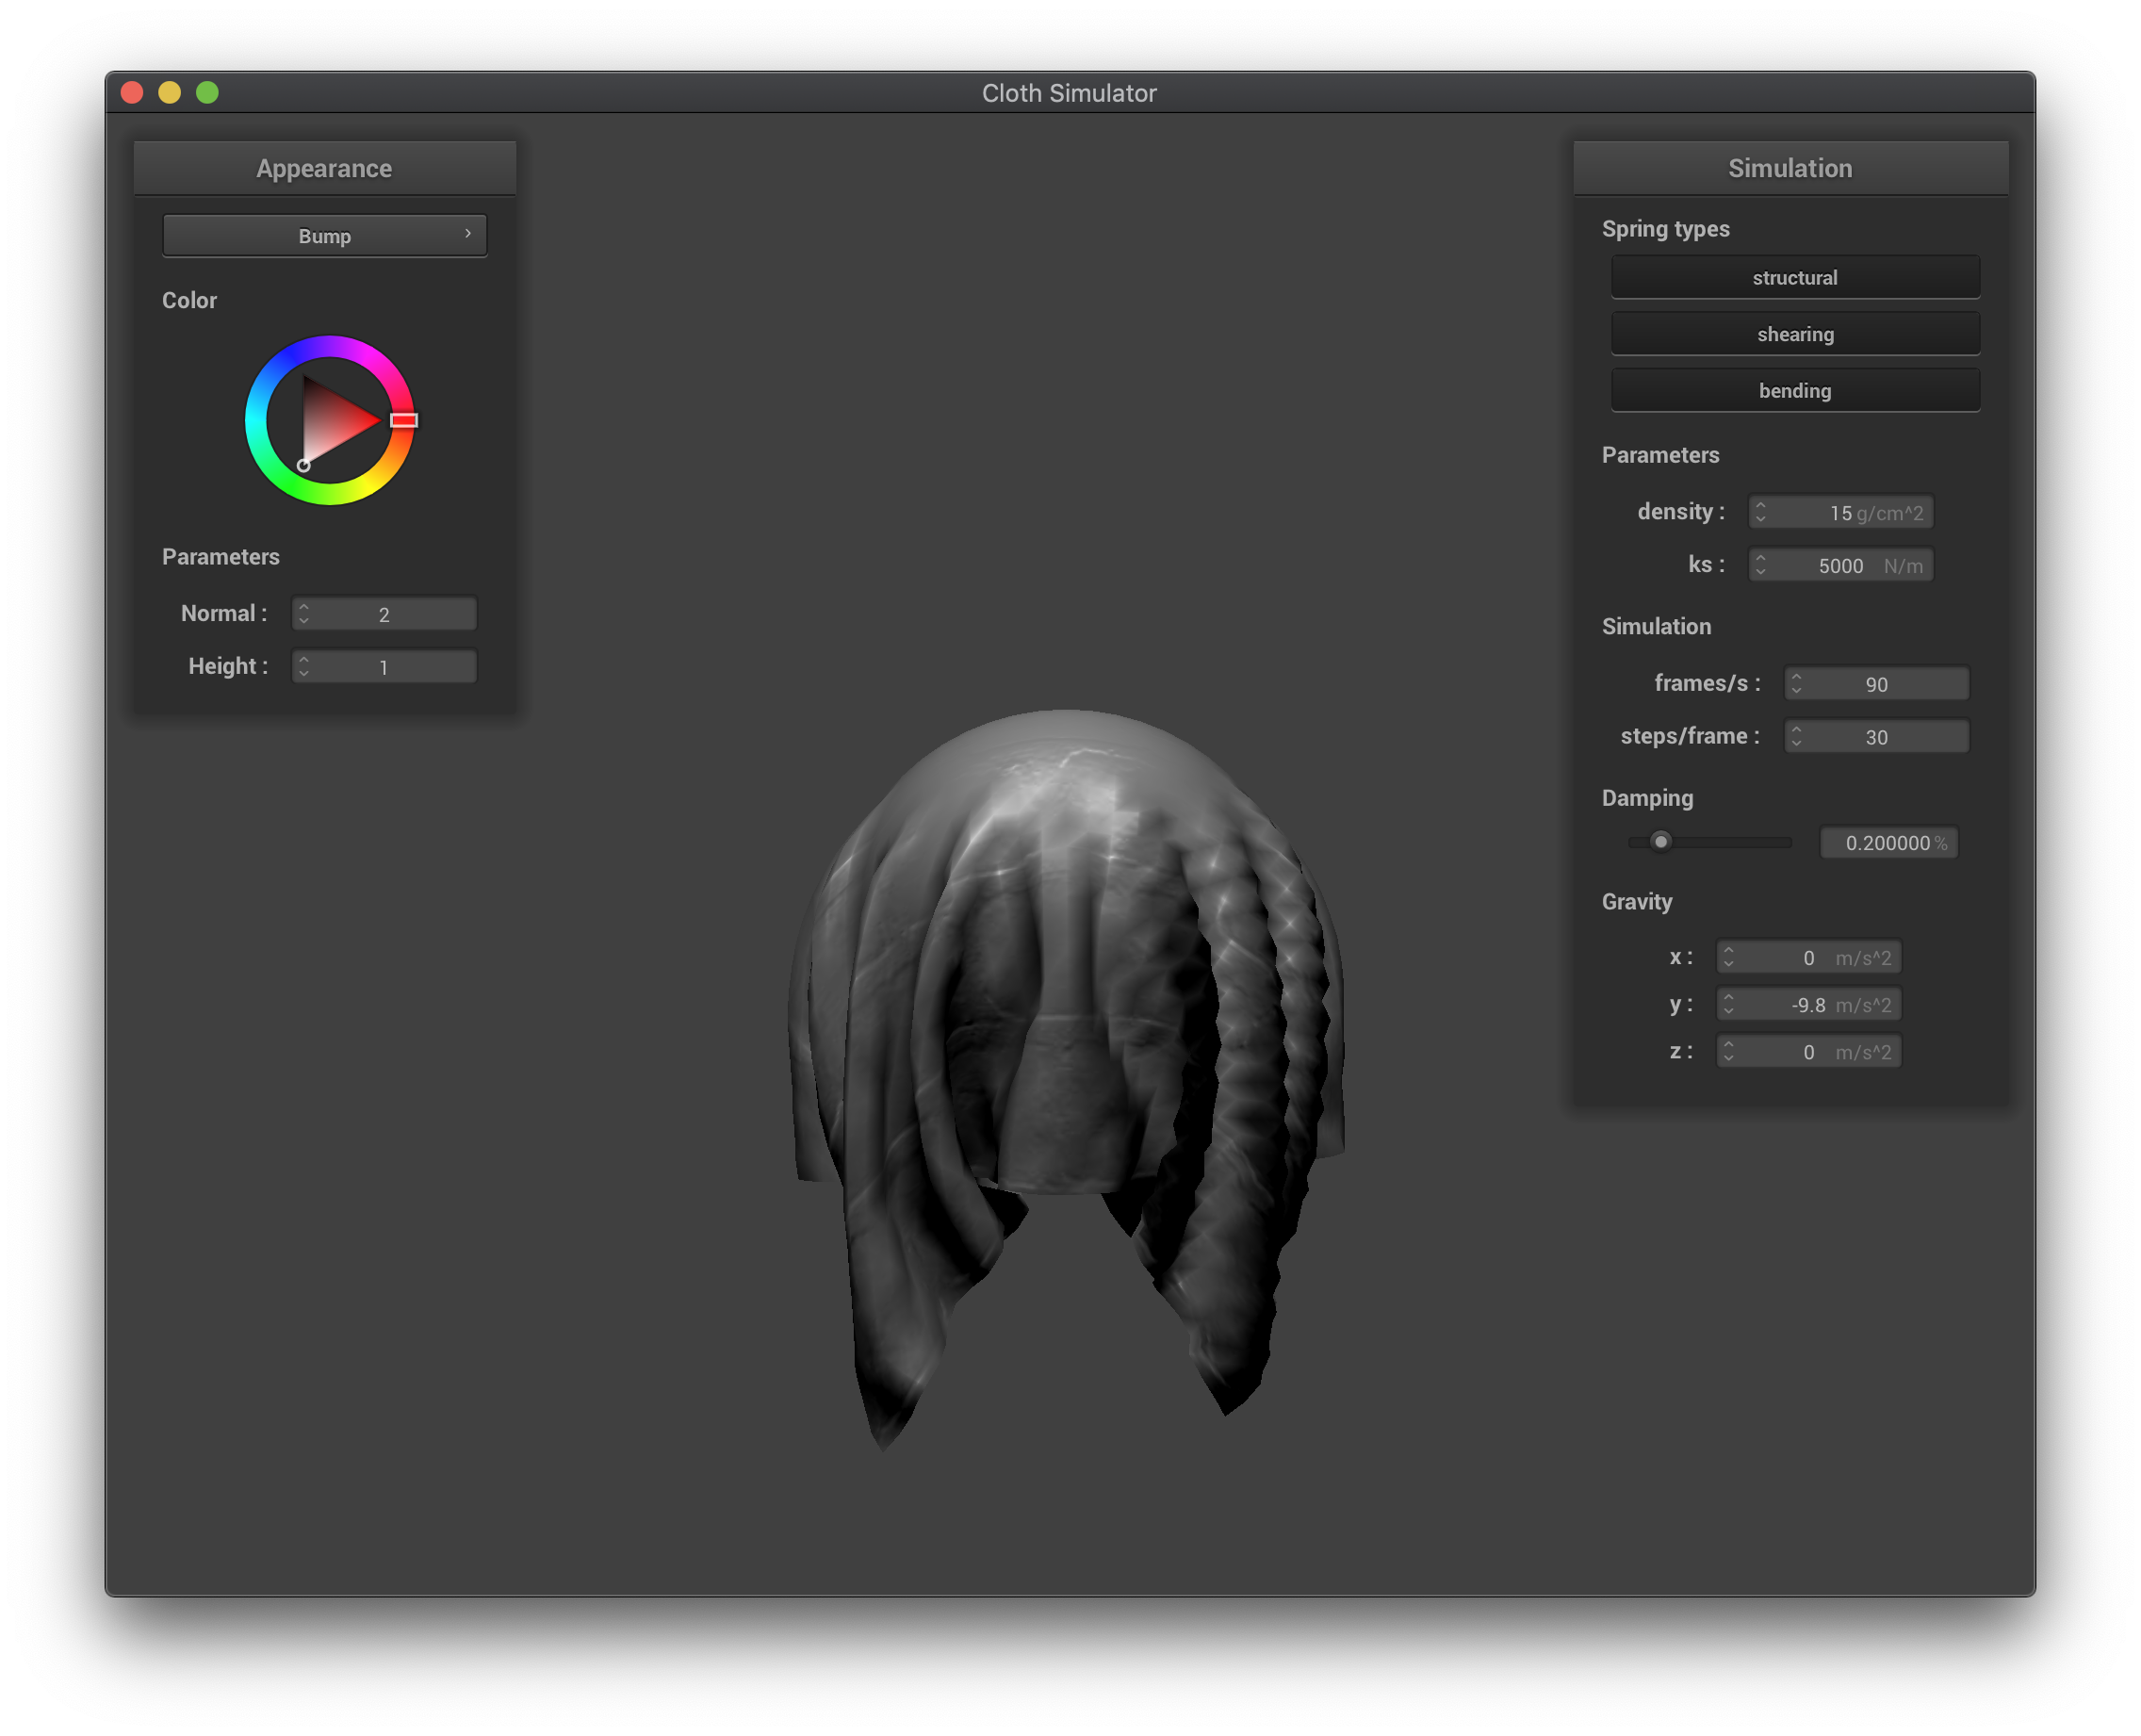 Cloth Simulator
Appearance
Bump
Color
Parameters
Normal : 2
Height : 1
Simulation
Spring types
structural
shearing
bending
Parameters
density : 15 g/cm^2
ks : 5000 N/m
Simulation
frames/s : 90
steps/frame : 30
Damping
0.200000 %
Gravity
x : 0 m/s^2
y : -9.8 m/s^2
z : 0 m/s^2